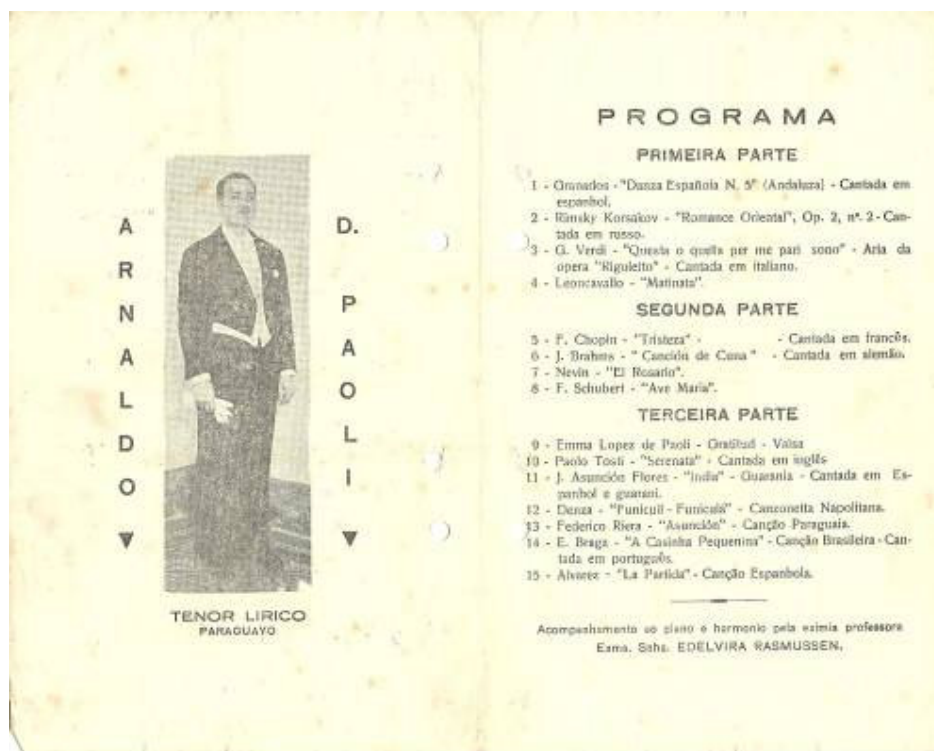 ARNALDO
D. PAOLI
TENOR LIRICO
PARAGUAYO
PROGRAMA
PRIMEIRA PARTE
1 - Granados - "Danza Española N. 5" (Andaluza) - Cantada em
espanhol.
2 - Rimsky Korsakov - "Romance Oriental", Op. 2, nº. 2 - Can-
tada em russo.
3 - G. Verdi - "Questa o quella per me pari sono" - Aria da
opera "Rigoletto" - Cantada em italiano.
4 - Leoncavallo - "Matinata".
SEGUNDA PARTE
5 - F. Chopin - "Tristeza" - - Cantada em francês.
6 - J. Brahms - "Canción de Cuna" - Cantada em alemão.
7 - Nevin - "El Rosario".
8 - F. Schubert - "Ave Maria".
TERCEIRA PARTE
9 - Emma Lopez de Paoli - Gratitud - Valsa
10 - Paolo Tosti - "Serenata" - Cantada em inglês
11 - J. Asunción Flores - "India" - Guarania - Cantada em Es-
panhol e guarani.
12 - Denza - "Funiculi - Funiculá" - Canzonetta Napolitana.
13 - Federico Riera - "Asunción" - Canção Paraguaia.
14 - E. Braga - "A Casinha Pequenina" - Canção Brasileira - Can-
tada em português.
15 - Alvarez - "La Partida" - Canção Espanhola.
Acompanhamento ao piano e harmonio pela eximia professora
Exma. Snha. EDELVIRA RASMUSSEN.